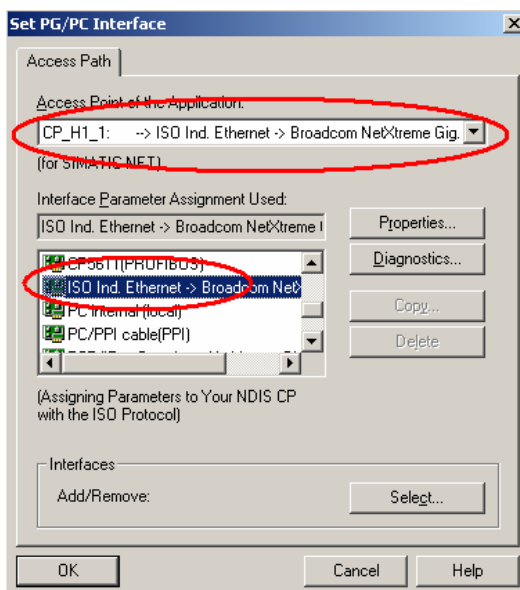 Set PG/PC Interface
Access Path
Access Point of the Application:
CP_H1_1: --> ISO Ind. Ethernet -> Broadcom NetXtreme Gig.
(for SIMATIC NET)
Interface Parameter Assignment Used:
ISO Ind. Ethernet -> Broadcom NetXtreme
Properties...
CP5611(PROFIBUS)
Diagnostics...
ISO Ind. Ethernet -> Broadcom Net
PC internal (local)
Copy...
PC/PPI cable(PPI)
Delete
(Assigning Parameters to Your NDIS CP
with the ISO Protocol)
Interfaces
Add/Remove:
Select...
OK
Cancel
Help